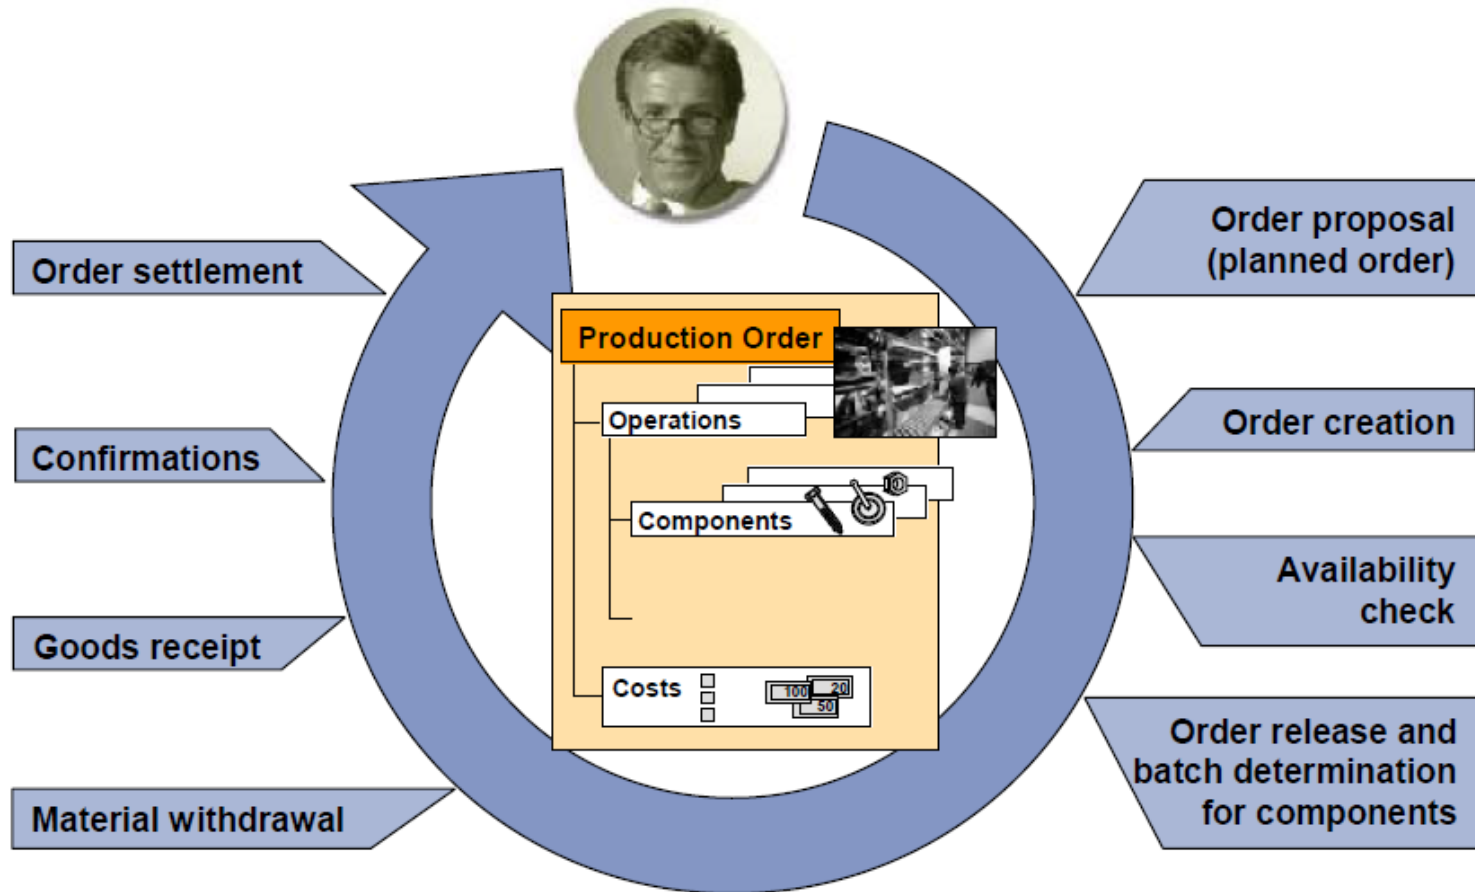 Order proposal
(planned order)
Order settlement
Production Order
Operations
Order creation
Confirmations
Components
Availability
check
Goods receipt
Costs
100
20
50
Order release and
batch determination
for components
Material withdrawal